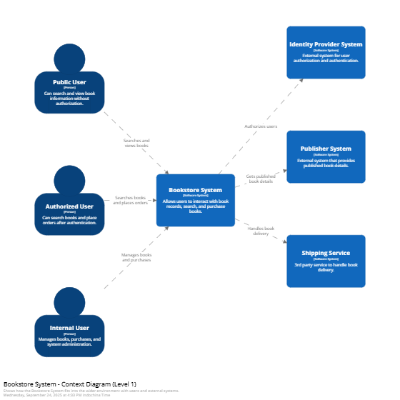 Public User
[Person]
Can search and view book
information without
authorization.
Authorized User
[Person]
Can search books and place
orders after authentication.
Internal User
[Person]
Manages books, purchases, and
system administration.
Searches and
views books
Searches books
and places orders
Manages books
and purchases
Bookstore System
[Software System]
Allows users to interact with book
records, search, and purchase
books.
Authorizes users
Gets published
book details
Handles book
delivery
Identity Provider System
[Software System]
External system for user
authorization and authentication.
Publisher System
[Software System]
External system that provides
published book details.
Shipping Service
[Software System]
3rd party service to handle book
delivery.
Bookstore System - Context Diagram (Level 1)